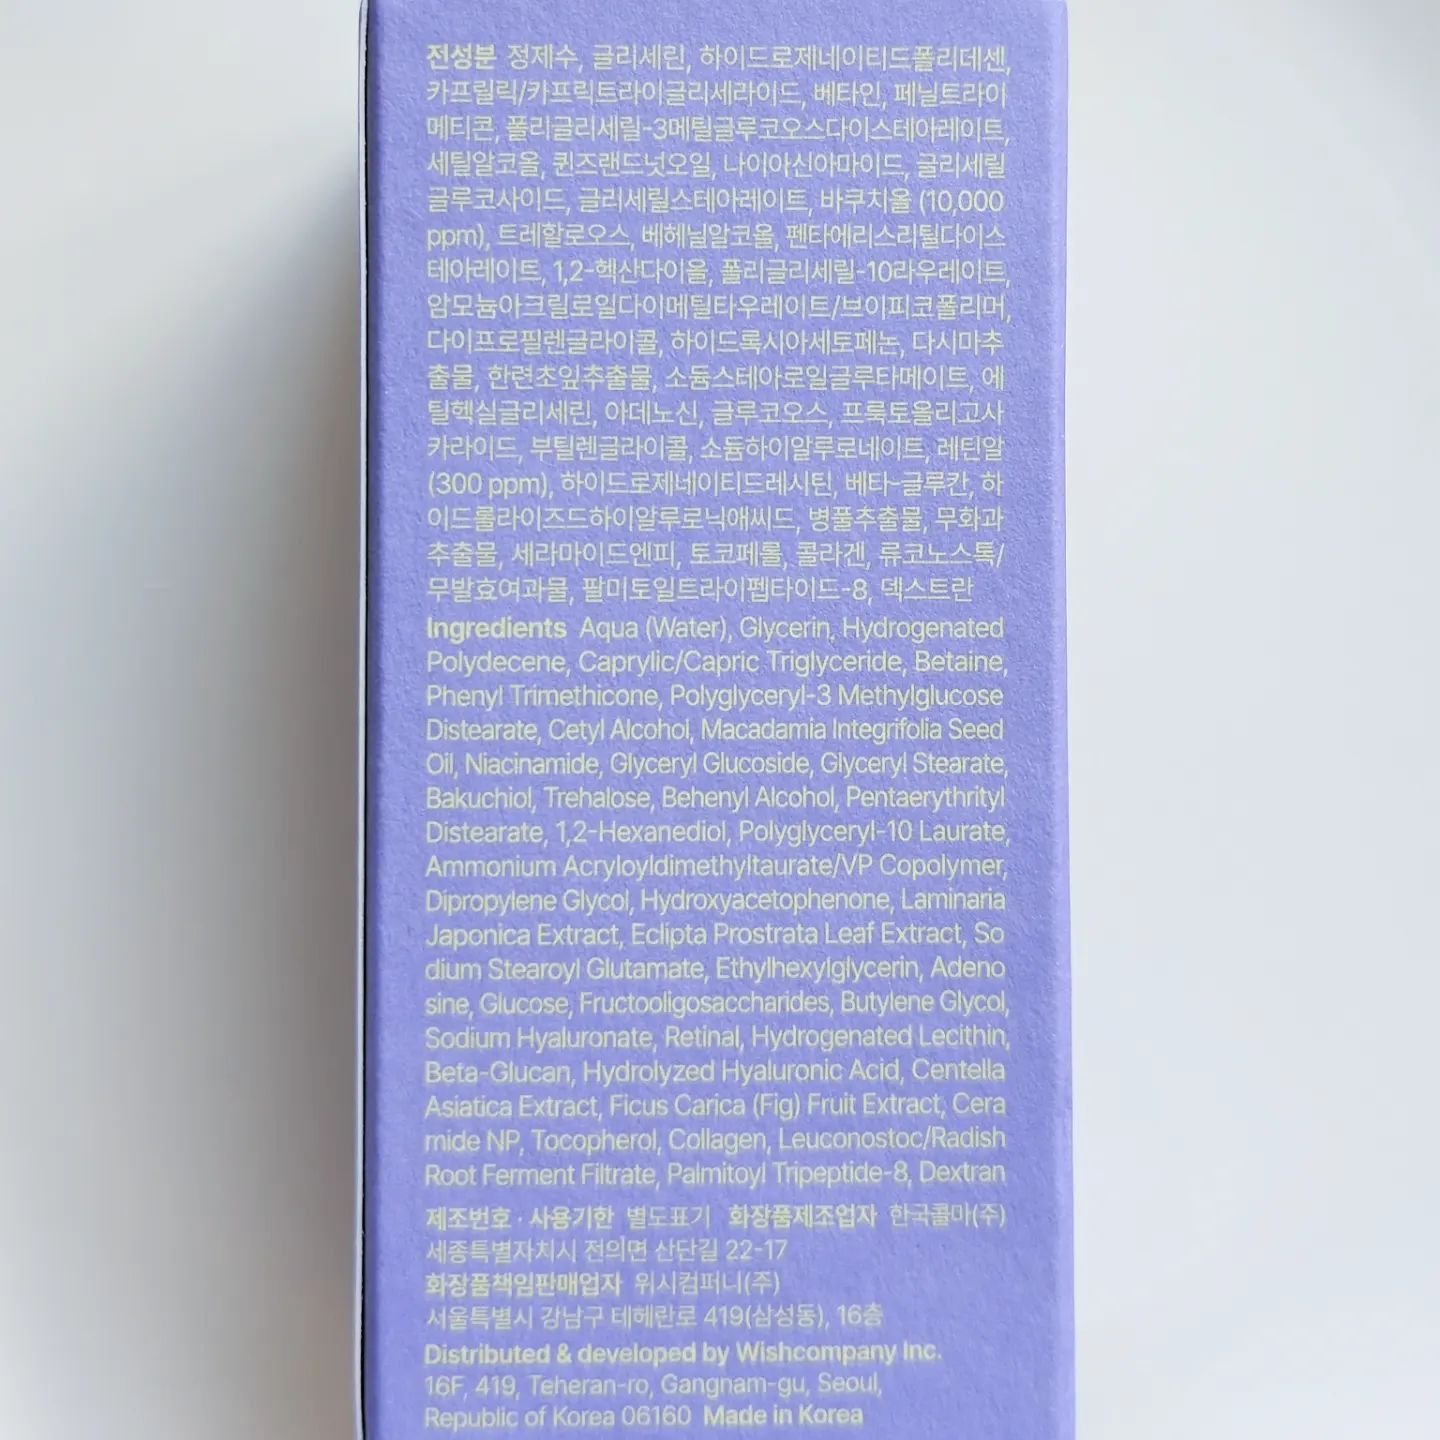 전성분 정제수, 글리세린, 하이드로제네이티드폴리데센,
카프릴릭/카프릭트라이글리세라이드, 베타인, 페닐트라이
메티콘, 폴리글리세릴-3메틸글루코오스다이스테아레이트,
세틸알코올, 퀸즈랜드넛오일, 나이아신아마이드, 글리세릴
글루코사이드, 글리세릴스테아레이트, 바쿠치올 (10,000
ppm), 트레할로오스, 베헤닐알코올, 펜타에리스리틸다이스
테아레이트, 1,2-헥산다이올, 폴리글리세릴-10라우레이트,
암모늄아크릴로일다이메틸타우레이트/브이피코폴리머,
다이프로필렌글라이콜, 하이드록시아세토페논, 다시마추
출물, 한련초잎추출물, 소듐스테아로일글루타메이트, 에
틸헥실글리세린, 아데노신, 글루코오스, 프룩토올리고사
카라이드, 부틸렌글라이콜, 소듐하이알루로네이트, 레틴알
(300 ppm), 하이드로제네이티드레시틴, 베타-글루칸, 하
이드롤라이즈드하이알루로닉애씨드, 병풀추출물, 무화과
추출물, 세라마이드엔피, 토코페롤, 콜라겐, 류코노스톡/
무발효여과물, 팔미토일트라이펩타이드-8, 덱스트란
Ingredients Aqua (Water), Glycerin, Hydrogenated
Polydecene, Caprylic/Capric Triglyceride, Betaine,
Phenyl Trimethicone, Polyglyceryl-3 Methylglucose
Distearate, Cetyl Alcohol, Macadamia Integrifolia Seed
Oil, Niacinamide, Glyceryl Glucoside, Glyceryl Stearate,
Bakuchiol, Trehalose, Behenyl Alcohol, Pentaerythrityl
Distearate, 1,2-Hexanediol, Polyglyceryl-10 Laurate,
Ammonium Acryloyldimethyltaurate/VP Copolymer,
Dipropylene Glycol, Hydroxyacetophenone, Laminaria
Japonica Extract, Eclipta Prostrata Leaf Extract, So
dium Stearoyl Glutamate, Ethylhexylglycerin, Adeno
sine, Glucose, Fructooligosaccharides, Butylene Glycol,
Sodium Hyaluronate, Retinal, Hydrogenated Lecithin,
Beta-Glucan, Hydrolyzed Hyaluronic Acid, Centella
Asiatica Extract, Ficus Carica (Fig) Fruit Extract, Cera
mide NP, Tocopherol, Collagen, Leuconostoc/Radish
Root Ferment Filtrate, Palmitoyl Tripeptide-8, Dextran
제조번호 · 사용기한 별도표기 화장품제조업자 한국콜마(주)
세종특별자치시 전의면 산단길 22-17
화장품책임판매업자 위시컴퍼니(주)
서울특별시 강남구 테헤란로 419(삼성동), 16층
Distributed & developed by Wishcompany Inc.
16F, 419, Teheran-ro, Gangnam-gu, Seoul,
Republic of Korea 06160 Made in Korea